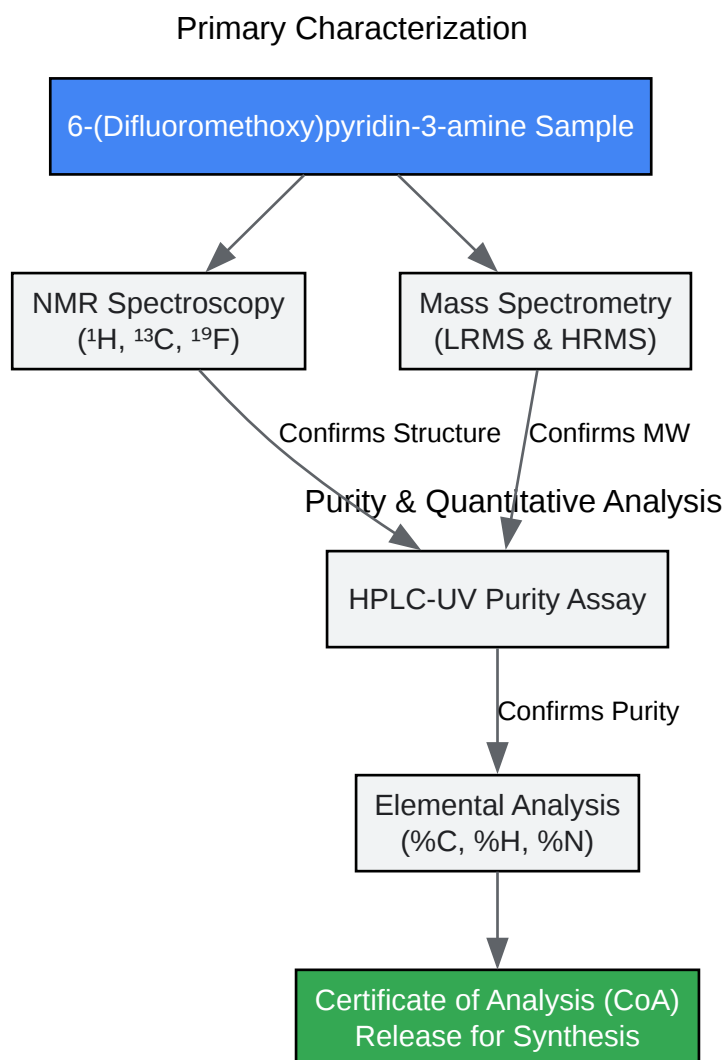 Primary Characterization
6-(Difluoromethoxy)pyridin-3-amine Sample
NMR Spectroscopy
(¹H, ¹³C, ¹⁹F)
Mass Spectrometry
(LRMS & HRMS)
Confirms Structure
Confirms MW
Purity & Quantitative Analysis
HPLC-UV Purity Assay
Confirms Purity
Elemental Analysis
(%C, %H, %N)
Certificate of Analysis (CoA)
Release for Synthesis